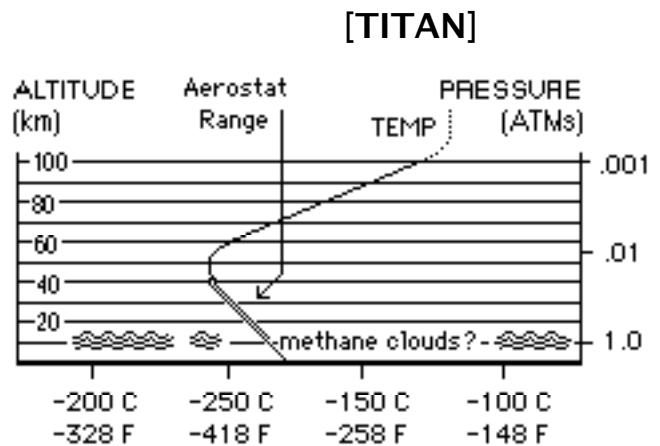 [TITAN]
ALTITUDE Aerostat PRESSURE
(km) Range TEMP (ATMs)
100 .001
80
60 .01
40
20
methane clouds? 1.0
-200 C -250 C -150 C -100 C
-328 F -418 F -258 F -148 F